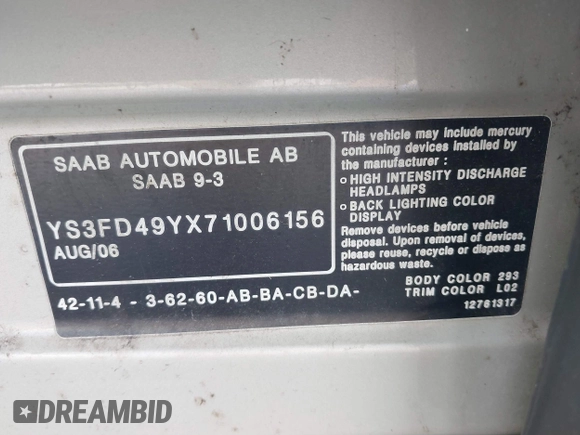 SAAB AUTOMOBILE AB
SAAB 9-3
YS3FD49YX71006156
AUG/06
42-11-4 - 3-62-60-AB-BA-CB-DA-
This vehicle may include mercury
containing devices installed by
the manufacturer:
o HIGH INTENSITY DISCHARGE
HEADLAMPS
o BACK LIGHTING COLOR
DISPLAY
Remove devices before vehicle
disposal. Upon removal of devices,
please reuse, recycle or dispose as
hazardous waste.
BODY COLOR 293
TRIM COLOR L02
12761317
DREAMBID